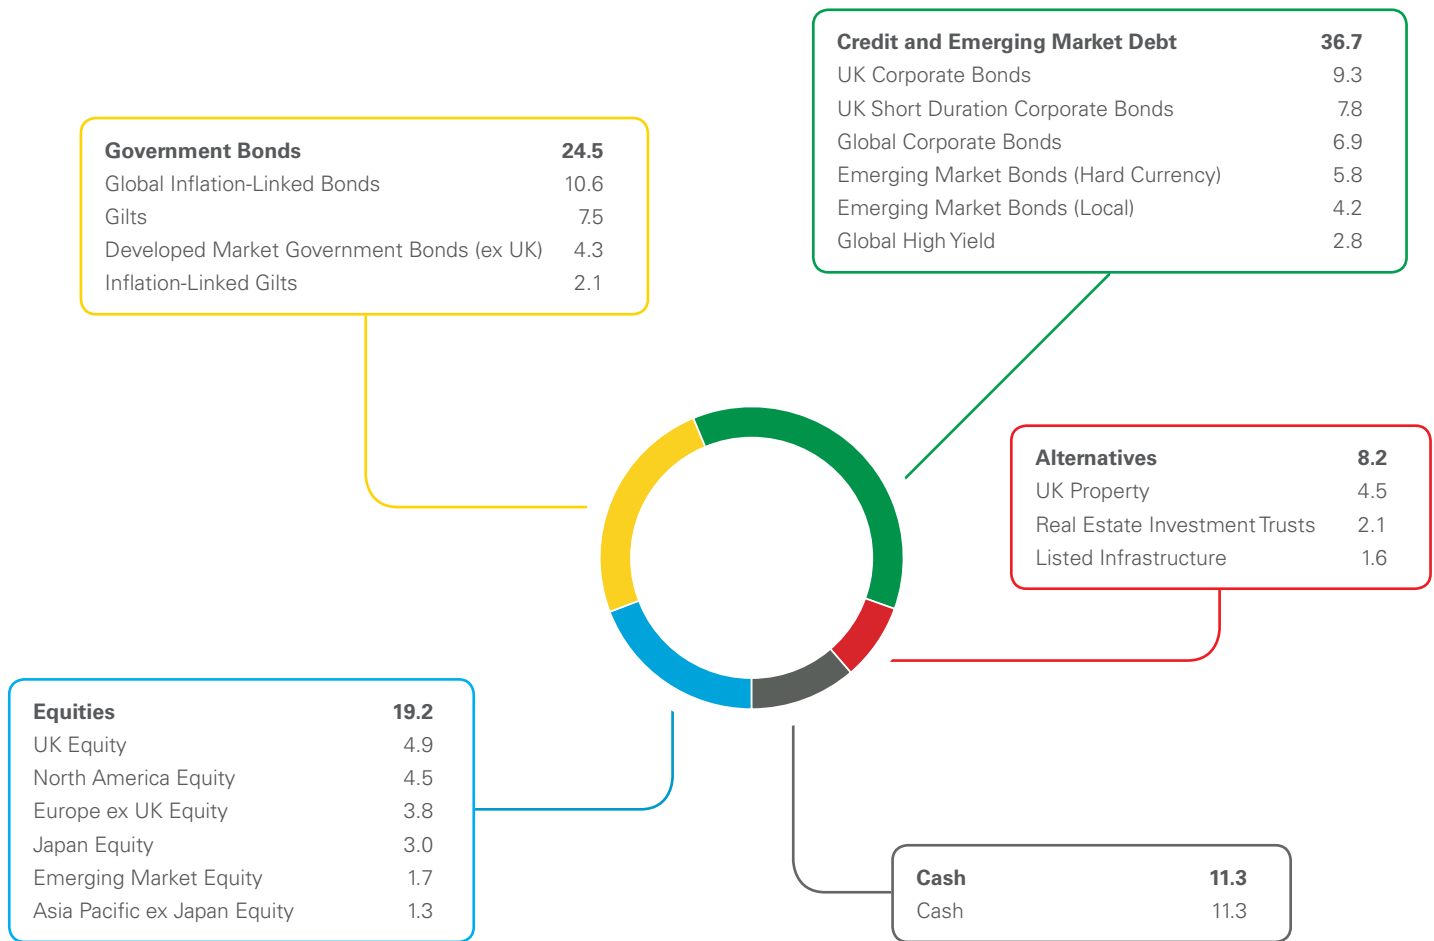 Credit and Emerging Market Debt 36.7
UK Corporate Bonds 9.3
UK Short Duration Corporate Bonds 7.8
Global Corporate Bonds 6.9
Emerging Market Bonds (Hard Currency) 5.8
Emerging Market Bonds (Local) 4.2
Global High Yield 2.8
Government Bonds 24.5
Global Inflation-Linked Bonds 10.6
Gilts 7.5
Developed Market Government Bonds (ex UK) 4.3
Inflation-Linked Gilts 2.1
Alternatives 8.2
UK Property 4.5
Real Estate Investment Trusts 2.1
Listed Infrastructure 1.6
Equities 19.2
UK Equity 4.9
North America Equity 4.5
Europe ex UK Equity 3.8
Japan Equity 3.0
Emerging Market Equity 1.7
Asia Pacific ex Japan Equity 1.3
Cash 11.3
Cash 11.3